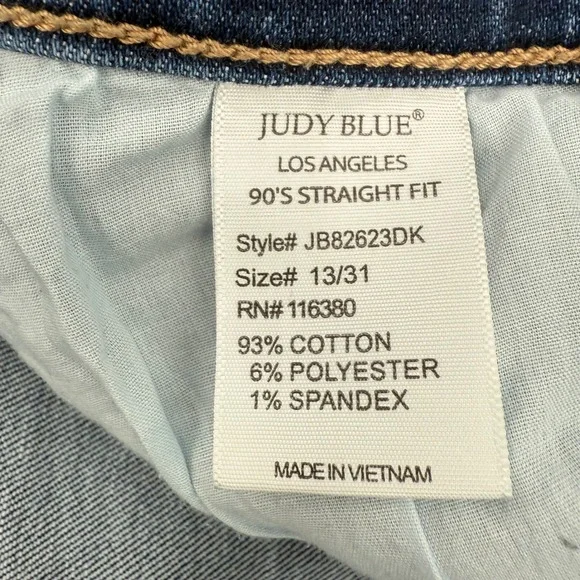 JUDY BLUE®
LOS ANGELES
90'S STRAIGHT FIT
Style# JB82623DK
Size# 13/31
RN# 116380
93% COTTON
6% POLYESTER
1% SPANDEX
MADE IN VIETNAM